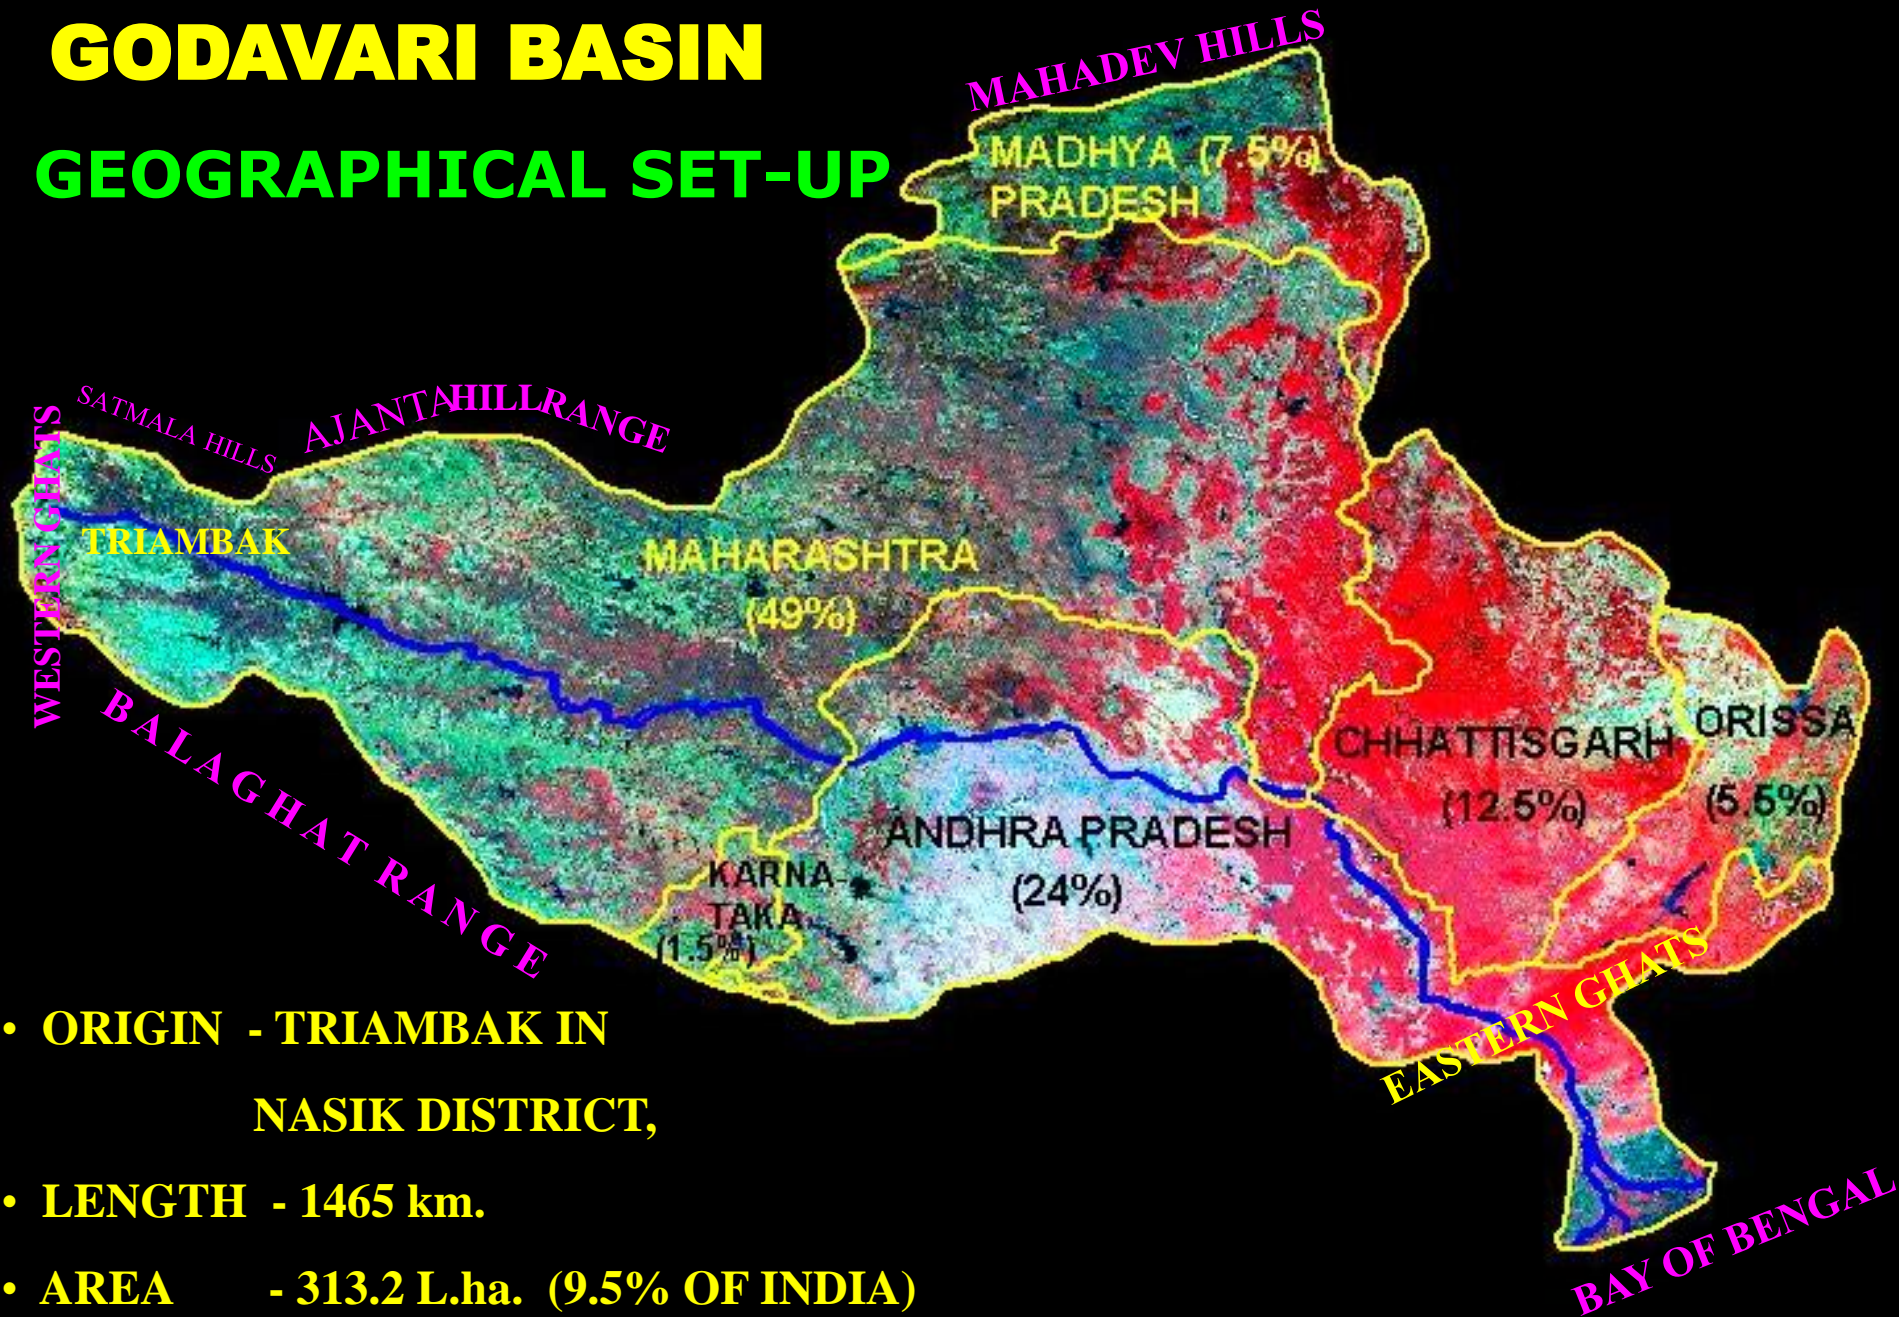 GODAVARI BASIN
GEOGRAPHICAL SET-UP
MAHADEV HILLS
MADHYA (7.5%)
PRADESH
SATMALA HILLS
AJANTA HILL RANGE
WESTERN GHATS
TRIAMBAK
MAHARASHTRA
(49%)
BALAGHAT RANGE
CHHATTISGARH
(12.5%)
ORISSA
(5.5%)
ANDHRA PRADESH
(24%)
KARNA-
TAKA
(1.5%)
EASTERN GHATS
BAY OF BENGAL
• ORIGIN - TRIAMBAK IN
NASIK DISTRICT,
• LENGTH - 1465 km.
• AREA - 313.2 L.ha. (9.5% OF INDIA)